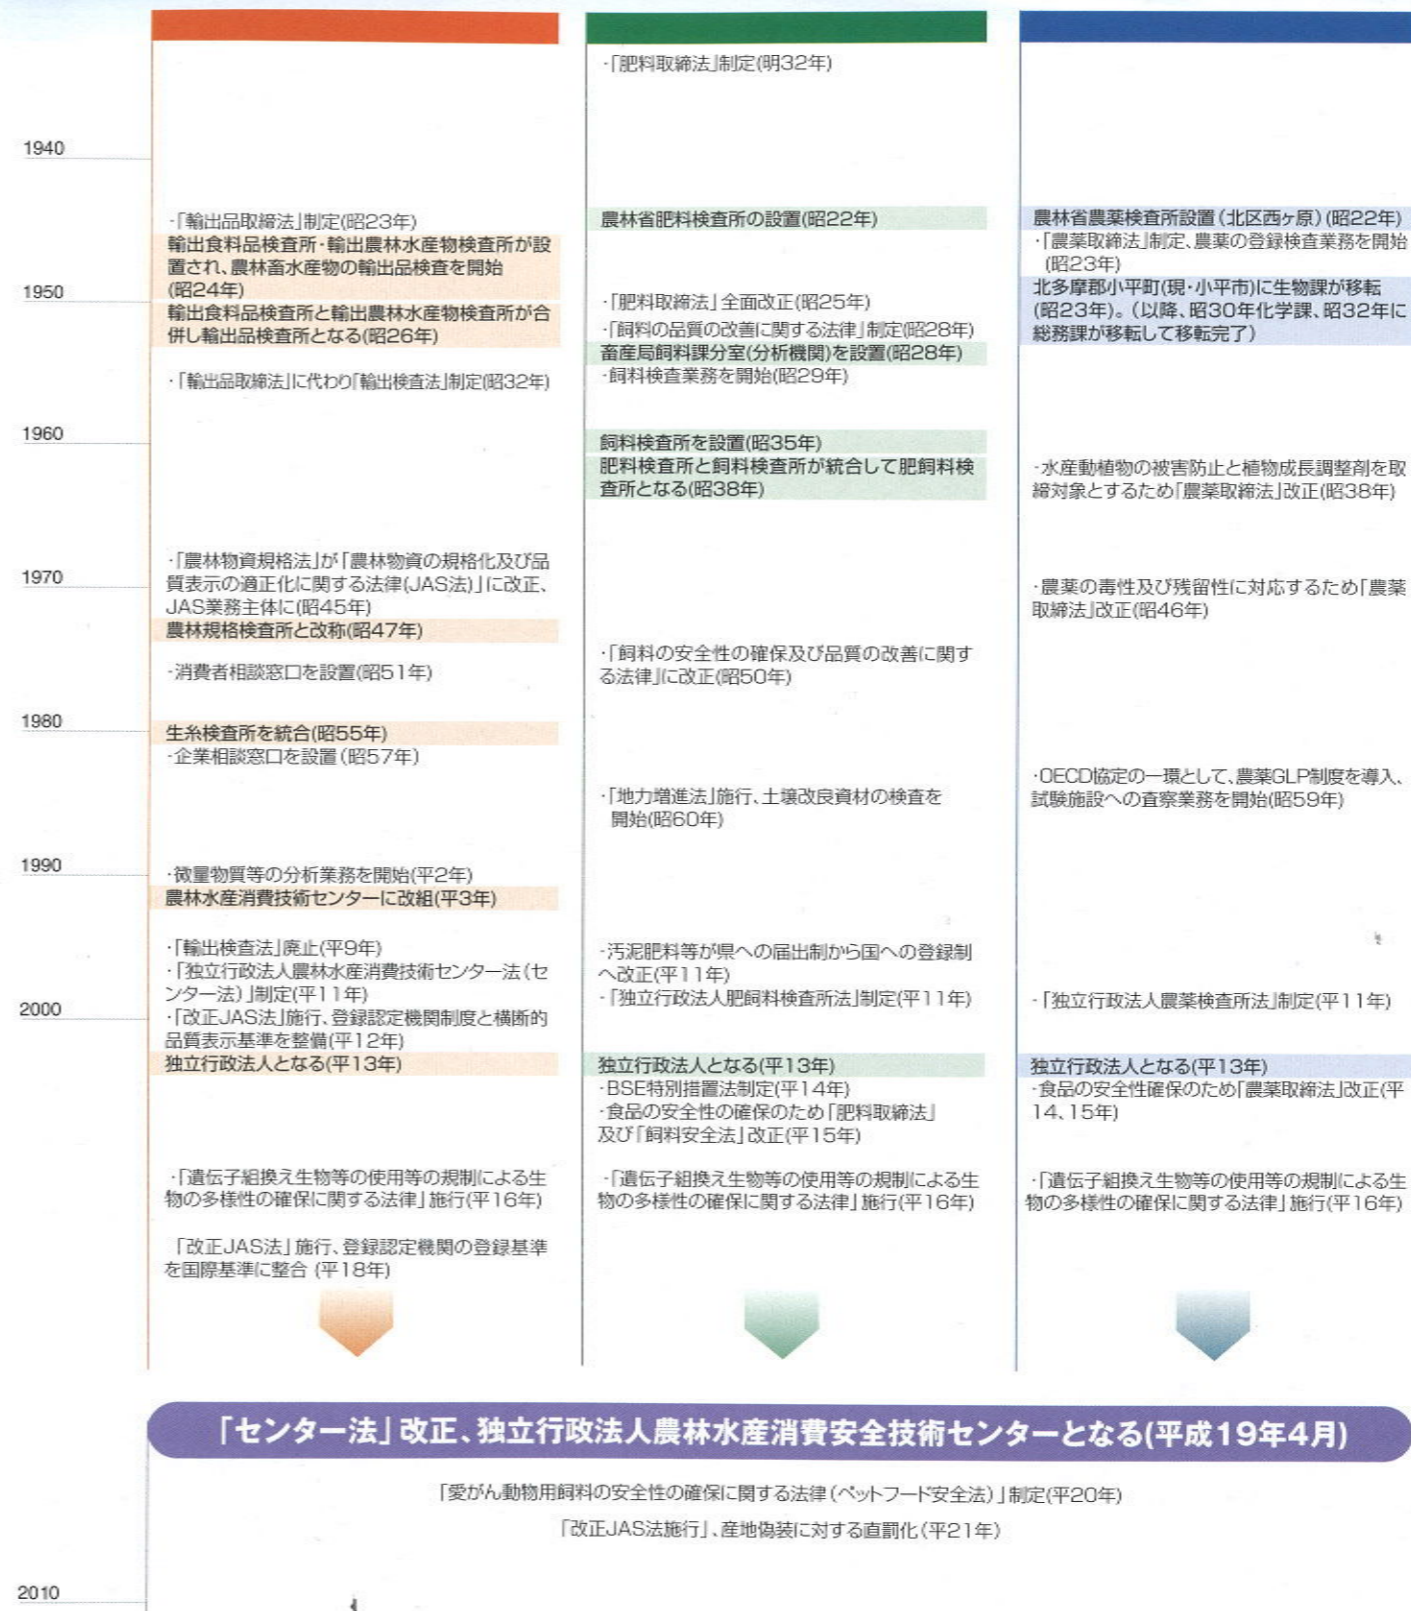 ・「肥料取締法」制定(明32年)
1940
・「輸出品取締法」制定(昭23年)
輸出食料品検査所・輸出農林水産物検査所が設
置され、農林畜水産物の輸出品検査を開始
(昭24年)
1950
輸出食料品検査所と輸出農林水産物検査所が合
併し輸出品検査所となる(昭26年)
・「輸出品取締法」に代わり「輸出検査法」制定(昭32年)
1960
・「農林物資規格法」が「農林物資の規格化及び品
質表示の適正化に関する法律(JAS法)」に改正、
JAS業務主体に(昭45年)
1970
農林規格検査所と改称(昭47年)
・消費者相談窓口を設置(昭51年)
1980
生糸検査所を統合(昭55年)
・企業相談窓口を設置(昭57年)
1990
・微量物質等の分析業務を開始(平2年)
農林水産消費技術センターに改組(平3年)
・「輸出検査法」廃止(平9年)
・「独立行政法人農林水産消費技術センター法(セ
ンター法)」制定(平11年)
2000
・「改正JAS法」施行、登録認定機関制度と横断的
品質表示基準を整備(平12年)
独立行政法人となる(平13年)
・「遺伝子組換え生物等の使用等の規制による生
物の多様性の確保に関する法律」施行(平16年)
「改正JAS法」施行、登録認定機関の登録基準
を国際基準に整合 (平18年)
農林省肥料検査所の設置(昭22年)
・「肥料取締法」全面改正(昭25年)
・「飼料の品質の改善に関する法律」制定(昭28年)
畜産局飼料課分室(分析機関)を設置(昭28年)
・飼料検査業務を開始(昭29年)
飼料検査所を設置(昭35年)
肥料検査所と飼料検査所が統合して肥飼料検
査所となる(昭38年)
・「飼料の安全性の確保及び品質の改善に関す
る法律」に改正(昭50年)
・「地力増進法」施行、土壌改良資材の検査を
開始(昭60年)
・汚泥肥料等が県への届出制から国への登録制
へ改正(平11年)
・「独立行政法人肥飼料検査所法」制定(平11年)
独立行政法人となる(平13年)
・BSE特別措置法制定(平14年)
・食品の安全性の確保のため「肥料取締法」
及び「飼料安全法」改正(平15年)
・「遺伝子組換え生物等の使用等の規制による生
物の多様性の確保に関する法律」施行(平16年)
農林省農薬検査所設置(北区西ヶ原)(昭22年)
・「農薬取締法」制定、農薬の登録検査業務を開始
(昭23年)
北多摩郡小平町(現・小平市)に生物課が移転
(昭23年)。(以降、昭30年化学課、昭32年に
総務課が移転して移転完了)
・水産動植物の被害防止と植物成長調整剤を取
締対象とするため「農薬取締法」改正(昭38年)
・農薬の毒性及び残留性に対応するため「農薬
取締法」改正(昭46年)
・OECD協定の一環として、農薬GLP制度を導入、
試験施設への査察業務を開始(昭59年)
・「独立行政法人農薬検査所法」制定(平11年)
独立行政法人となる(平13年)
・食品の安全性確保のため「農薬取締法」改正(平
14、15年)
・「遺伝子組換え生物等の使用等の規制による生
物の多様性の確保に関する法律」施行(平16年)
「センター法」改正、独立行政法人農林水産消費安全技術センターとなる(平成19年4月)
「愛がん動物用飼料の安全性の確保に関する法律(ペットフード安全法)」制定(平20年)
「改正JAS法施行」、産地偽装に対する直罰化(平21年)
2010